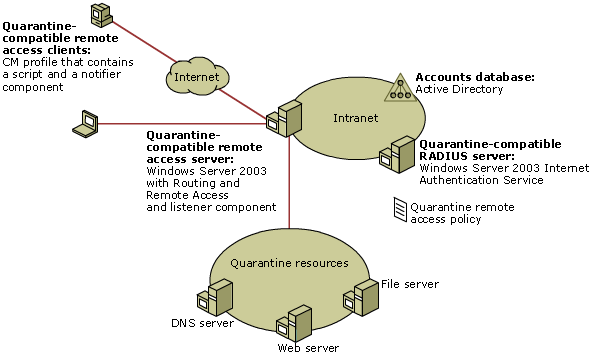 Quarantine-
compatible remote
access clients:
CM profile that contains
a script and a notifier
component
Internet
Accounts database:
Active Directory
Intranet
Quarantine-
compatible remote
access server:
Windows Server 2003
with Routing and
Remote Access
and listener component
Quarantine-compatible
RADIUS server:
Windows Server 2003 Internet
Authentication Service
Quarantine remote
access policy
Quarantine resources
File server
DNS server
Web server